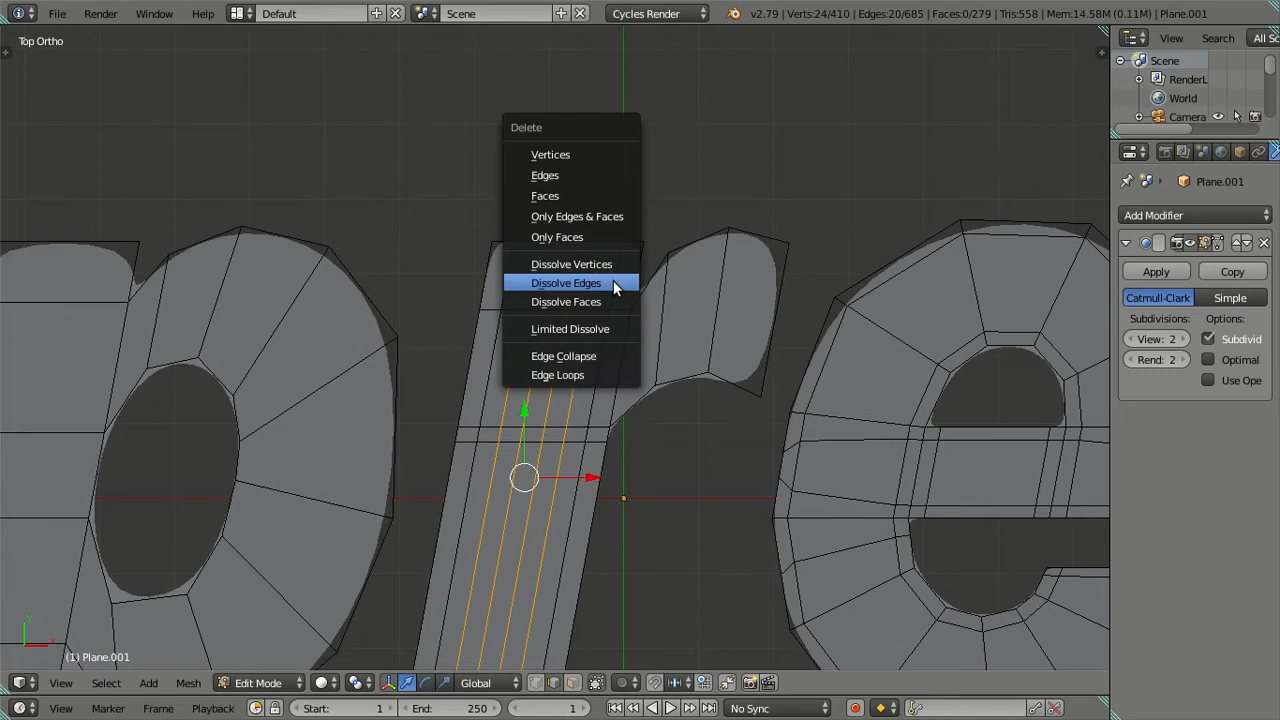 File Render Window Help Default Scene Cycles Render v2.79 | Verts:24/410 | Edges:20/685 | Faces:0/279 | Tris:558 | Mem:14.58M (0.11M) | Plane.001
Top Ortho
View Search All Sc
Scene
RenderL
World
Camera
Delete
Vertices
Edges
Faces
Only Edges & Faces
Only Faces
Dissolve Vertices
Dissolve Edges
Dissolve Faces
Limited Dissolve
Edge Collapse
Edge Loops
Plane.001
Add Modifier
Apply Copy
Catmull-Clark Simple
Subdivisions: Options:
View: 2 Subdivid
Rend: 2 Optimal
Use Ope
y
x
(1) Plane.001
View Select Add Mesh Edit Mode Global
View Marker Frame Playback Start: 1 End: 250 1 No Sync